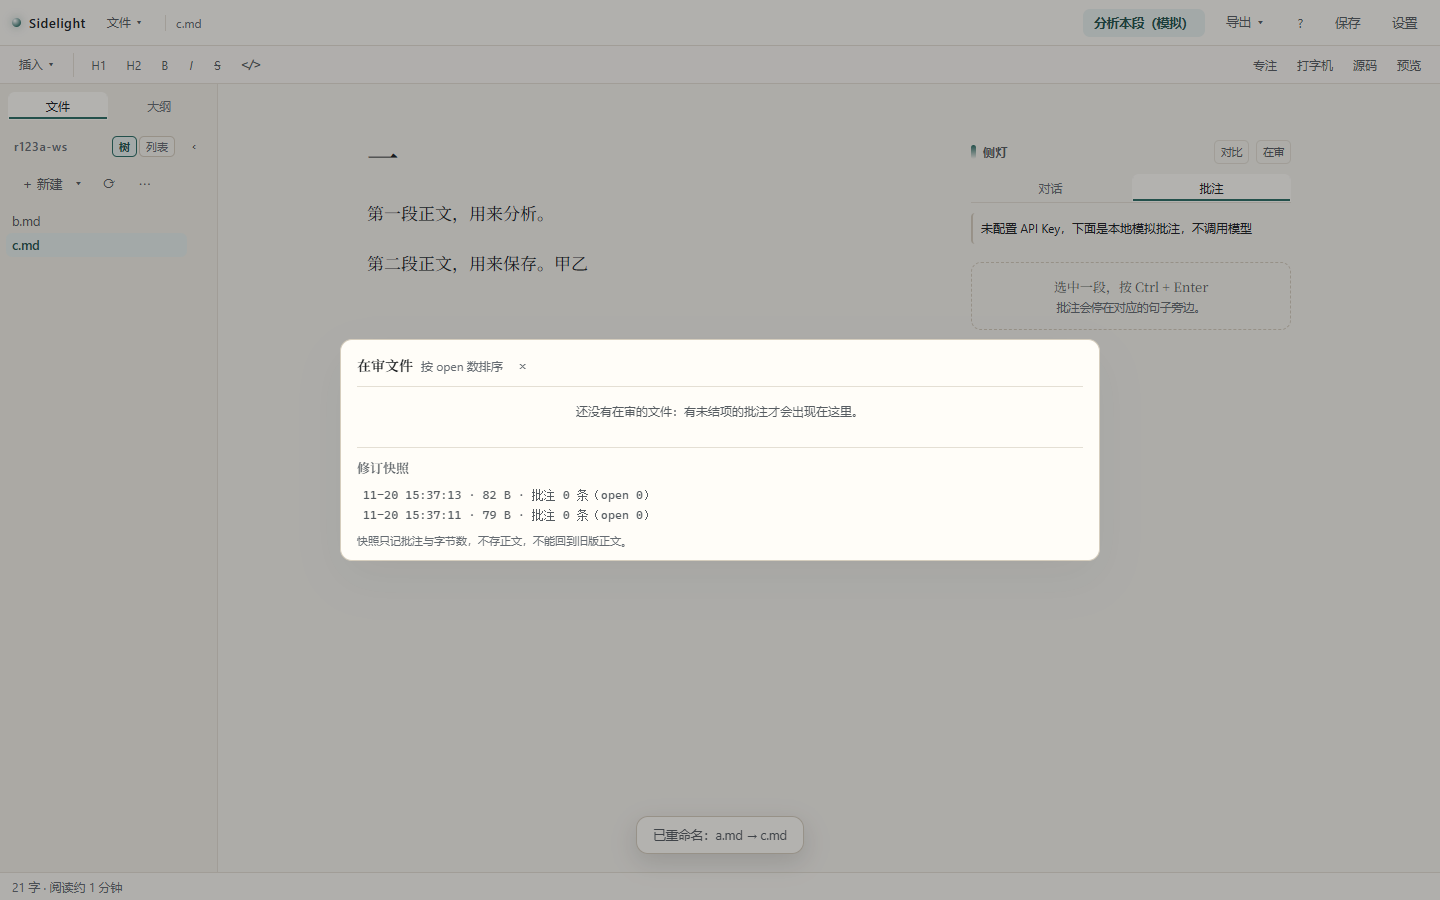 Sidelight 文件 ▾ c.md 分析本段（模拟） 导出 ▾ ? 保存 设置
插入 ▾ H1 H2 B I S </> 专注 打字机 源码 预览
文件 大纲
r123a-ws 树 列表 ‹
+ 新建 ▾ ⟳ ···
b.md
c.md
一
第一段正文，用来分析。
第二段正文，用来保存。甲乙
侧灯 对比 在审
对话 批注
未配置 API Key，下面是本地模拟批注，不调用模型
选中一段，按 Ctrl + Enter
批注会停在对应的句子旁边。
在审文件 按 open 数排序 ×
还没有在审的文件：有未结项的批注才会出现在这里。
修订快照
11-20 15:37:13 · 82 B · 批注 0 条（open 0）
11-20 15:37:11 · 79 B · 批注 0 条（open 0）
快照只记批注与字节数，不存正文，不能回到旧版正文。
已重命名：a.md → c.md
21 字 · 阅读约 1 分钟